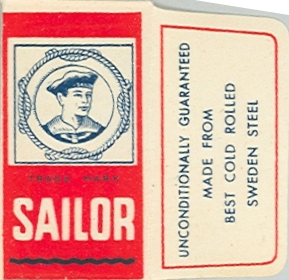 TRADE MARK
SAILOR
UNCONDITIONALLY GUARANTEED
MADE FROM
BEST COLD ROLLED
SWEDEN STEEL